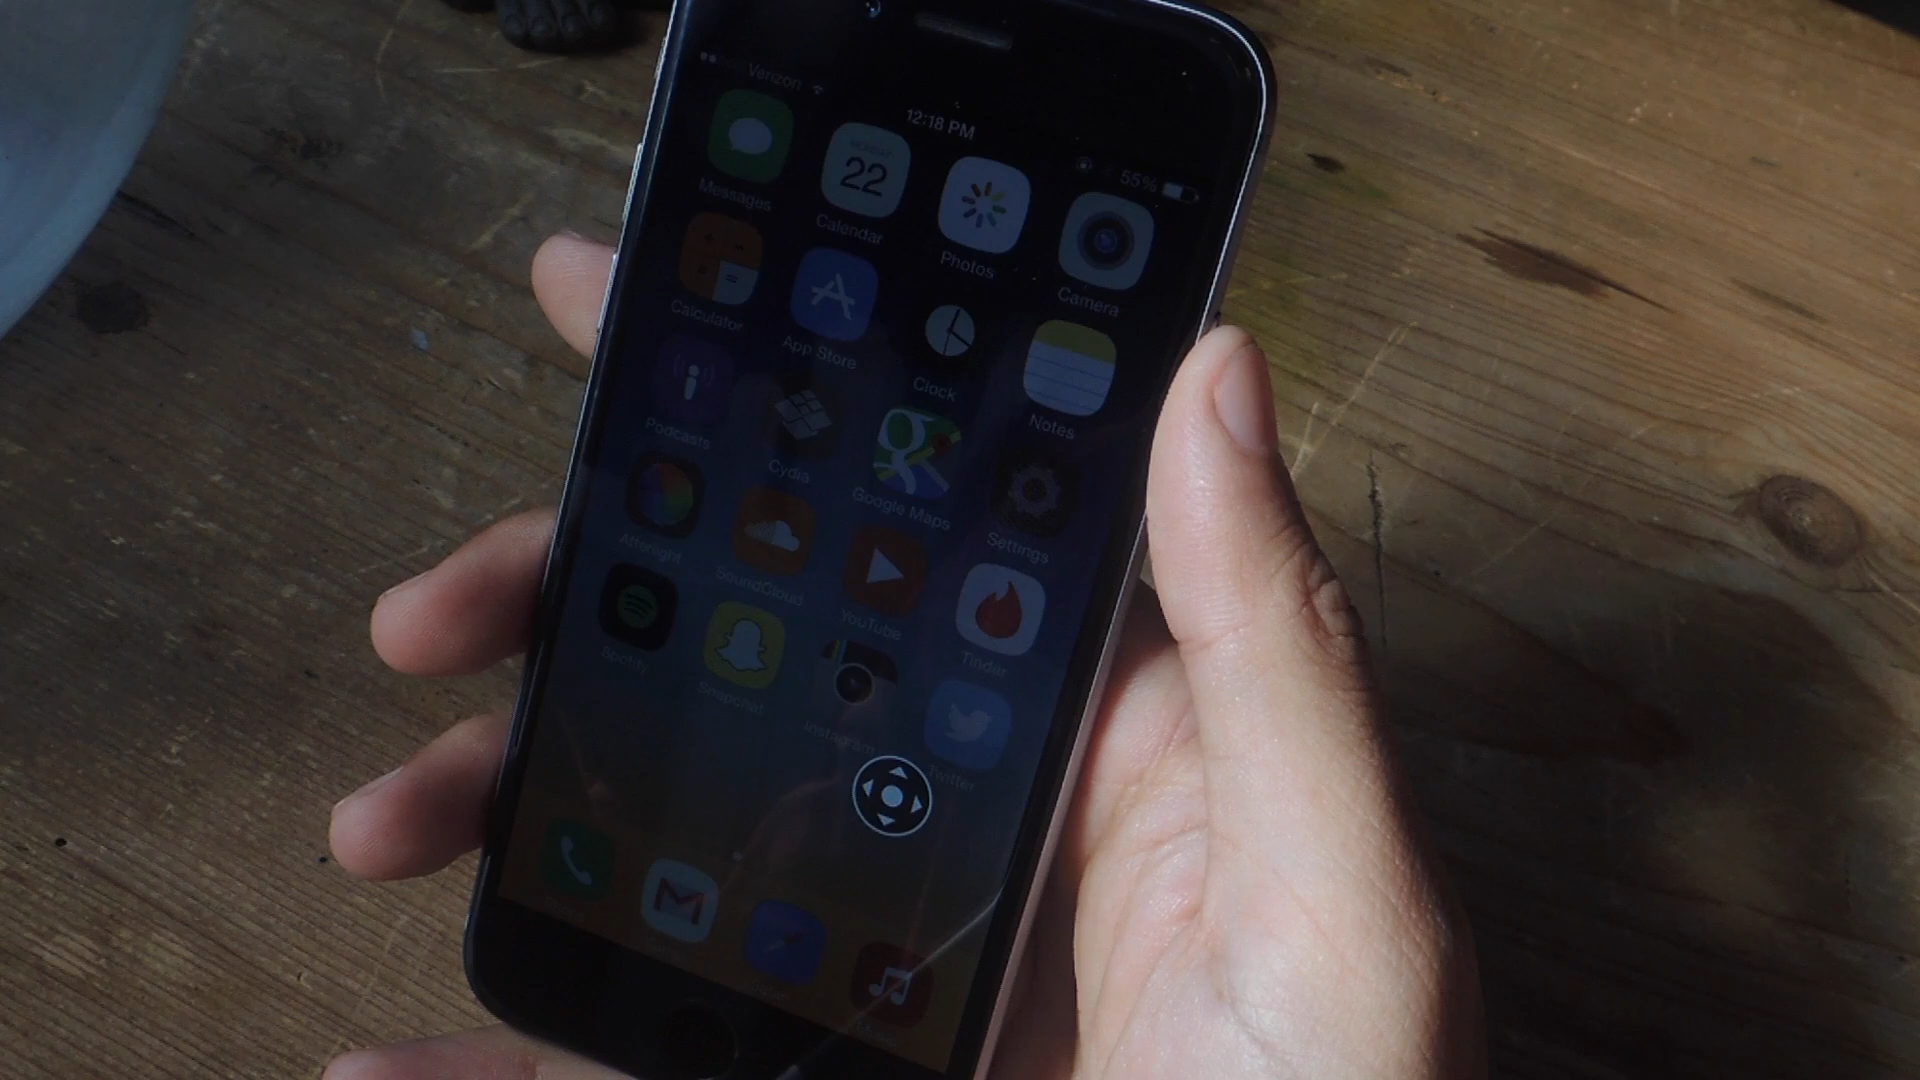 Verizon
12:18 PM
55%
MONDAY
22
Messages
Calendar
Photos
Camera
Calculator
App Store
Clock
Notes
Podcasts
Cydia
Google Maps
Settings
Afterlight
SoundCloud
YouTube
Tinder
Spotify
Snapchat
Instagram
Twitter